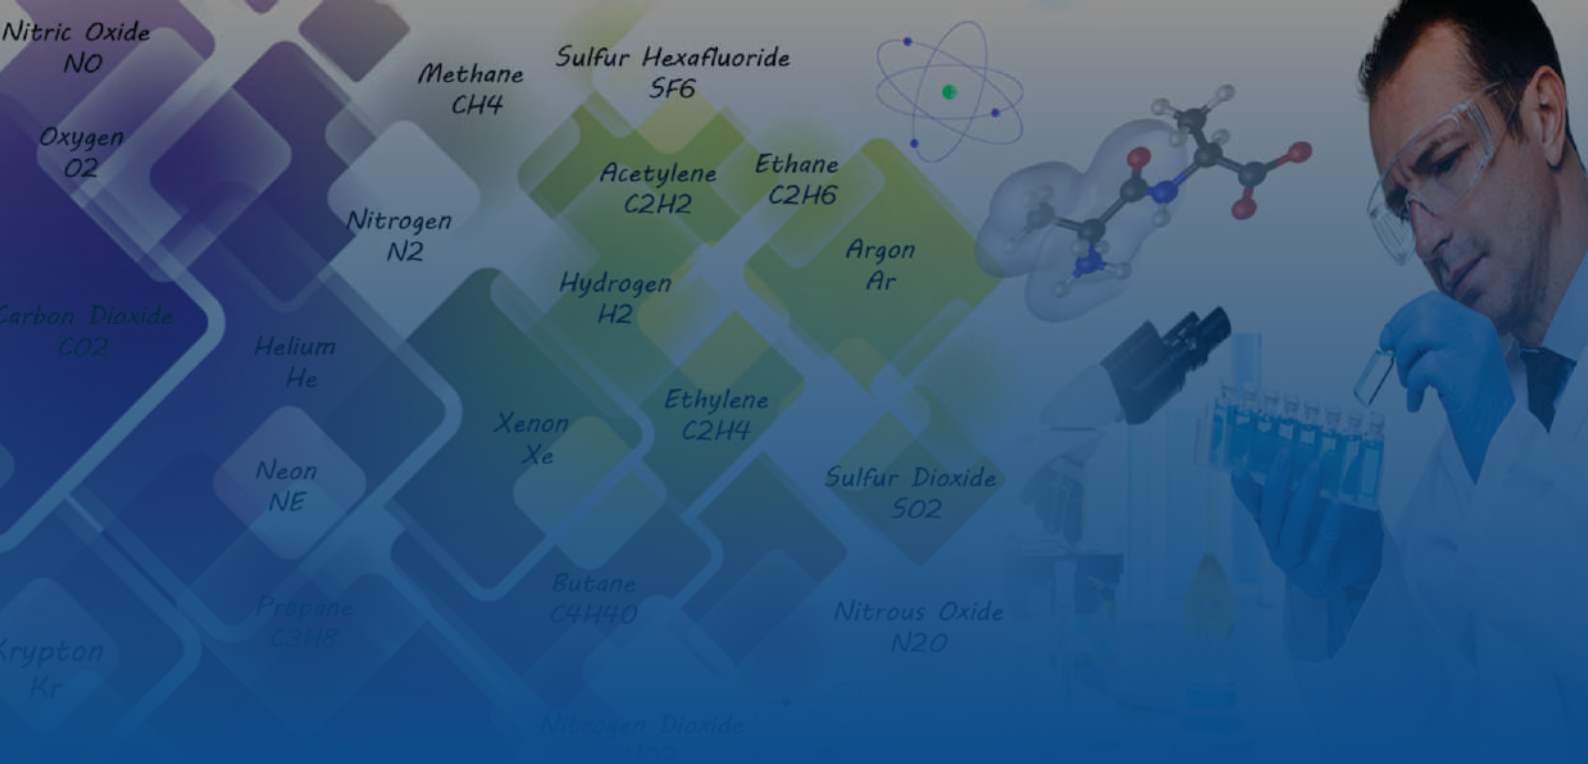 Nitric Oxide
NO
Methane
CH4
Sulfur Hexafluoride
SF6
Oxygen
O2
Acetylene
C2H2
Ethane
C2H6
Nitrogen
N2
Argon
Ar
Hydrogen
H2
Carbon Dioxide
CO2
Helium
He
Ethylene
C2H4
Xenon
Xe
Neon
NE
Sulfur Dioxide
SO2
Butane
C4H40
Propane
C3H8
Nitrous Oxide
N2O
Krypton
Kr
Nitrogen Dioxide
NO2